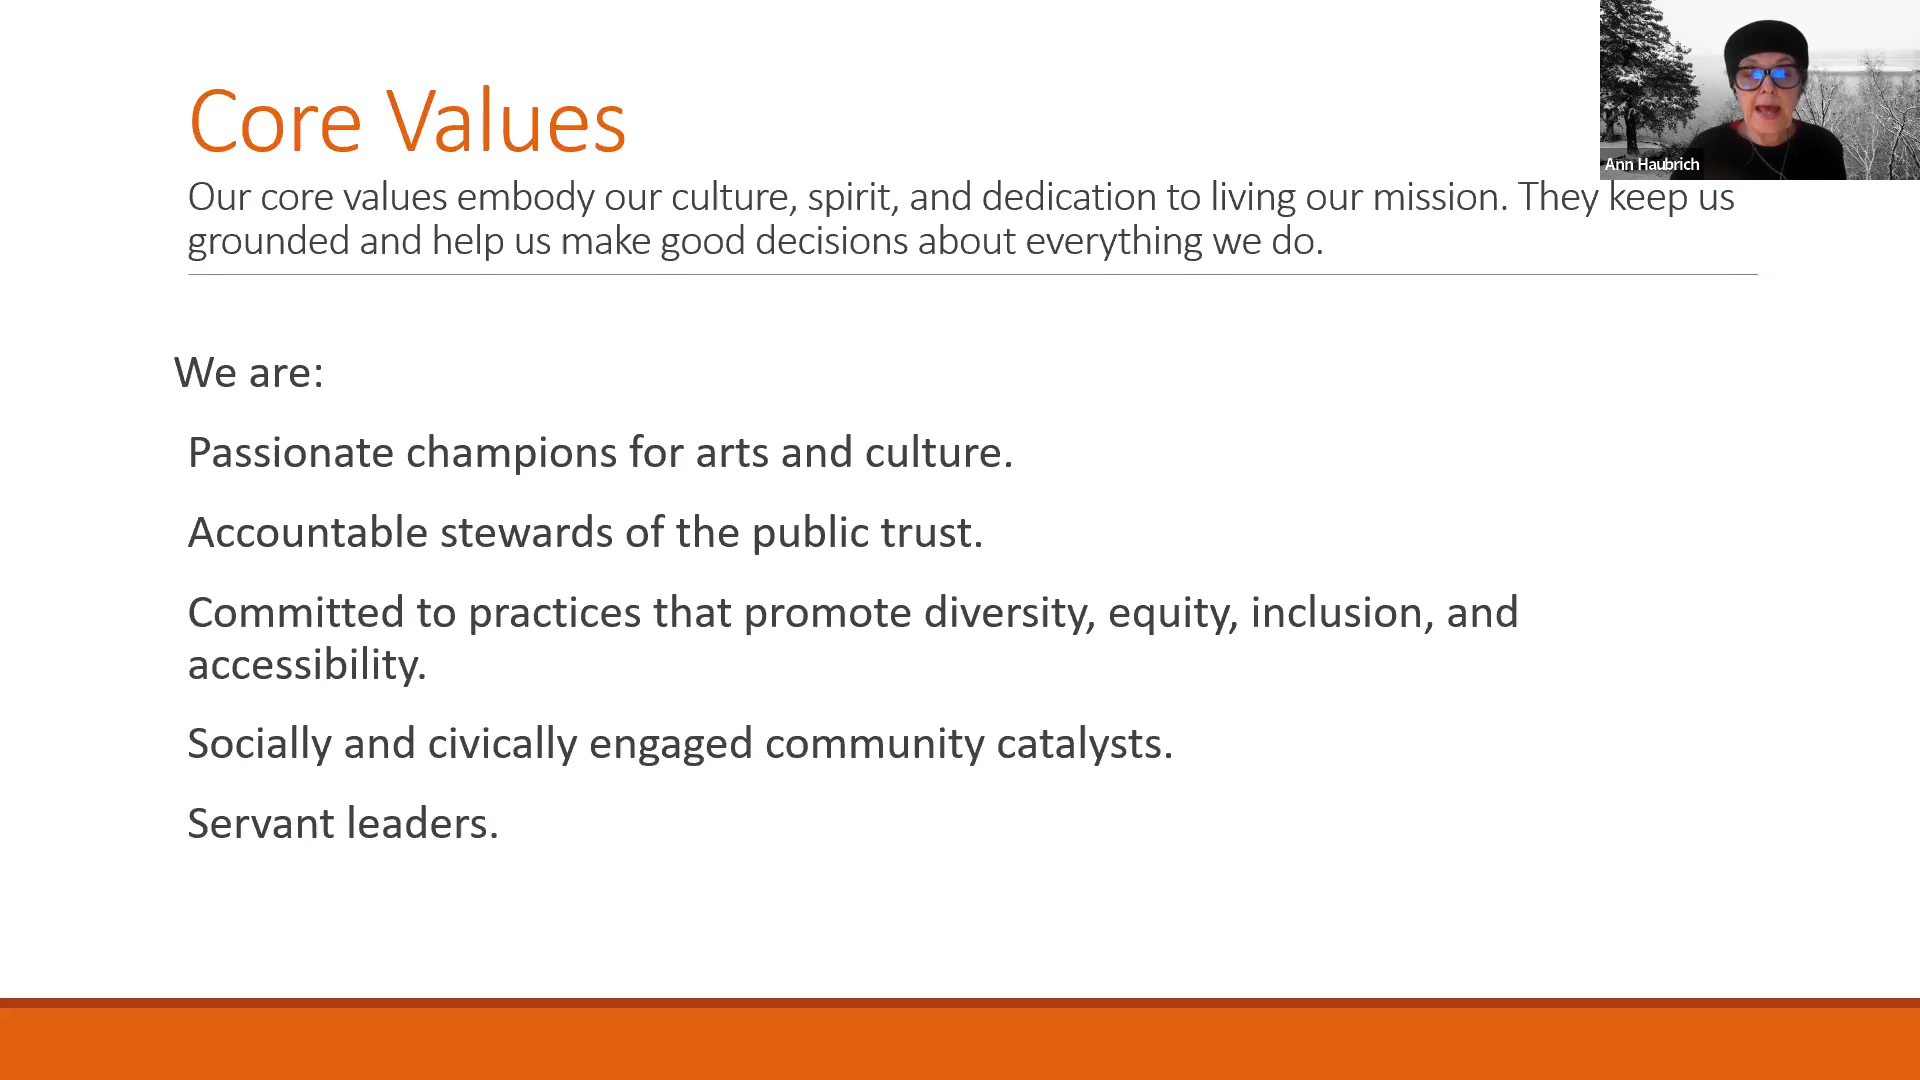 Core Values
Our core values embody our culture, spirit, and dedication to living our mission. They keep us
grounded and help us make good decisions about everything we do.
Ann Haubrich
We are:
Passionate champions for arts and culture.
Accountable stewards of the public trust.
Committed to practices that promote diversity, equity, inclusion, and
accessibility.
Socially and civically engaged community catalysts.
Servant leaders.